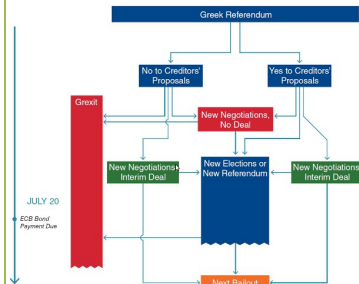 Greek Referendum
No to Creditors'
Proposals
Yes to Creditors'
Proposals
Grexit
New Negotiations,
No Deal
New Negotiations
Interim Deal
New Elections or
New Referendum
New Negotiations
Interim Deal
JULY 20
ECB Bond
Payment Due
Next Bailout